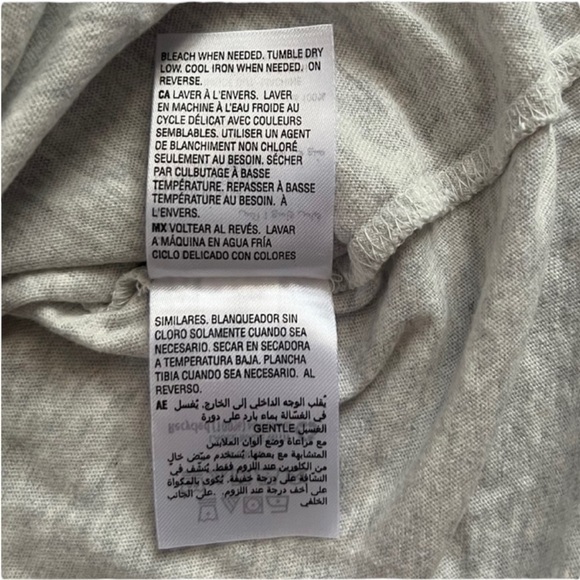 BLEACH WHEN NEEDED. TUMBLE DRY
LOW. COOL IRON WHEN NEEDED. ON
REVERSE.
CA LAVER À L'ENVERS. LAVER
EN MACHINE À L'EAU FROIDE AU
CYCLE DÉLICAT AVEC COULEURS
SEMBLABLES. UTILISER UN AGENT
DE BLANCHIMENT NON CHLORÉ
SEULEMENT AU BESOIN. SÉCHER
PAR CULBUTAGE À BASSE
TEMPÉRATURE. REPASSER À BASSE
TEMPÉRATURE AU BESOIN. À
L'ENVERS.
MX VOLTEAR AL REVÉS. LAVAR
A MÁQUINA EN AGUA FRÍA
CICLO DELICADO CON COLORES
SIMILARES. BLANQUEADOR SIN
CLORO SOLAMENTE CUANDO SEA
NECESARIO. SECAR EN SECADORA
A TEMPERATURA BAJA. PLANCHA
TIBIA CUANDO SEA NECESARIO. AL
REVERSO.
AE يُقلب الوجه الداخلي إلى الخارج. يُغسل
في الغسّالة بماء بارد على دورة
الغسيل GENTLE
مع مراعاة وضع ألوان الملابس
المتشابهة مع بعضها. يُستخدم مبيّض خالٍ
من الكلورين عند اللزوم فقط. يُنشّف في
النشّافة على درجة خفيفة. يُكوى بالمكواة
على أخف درجة عند اللزوم. على الجانب
الخلفي